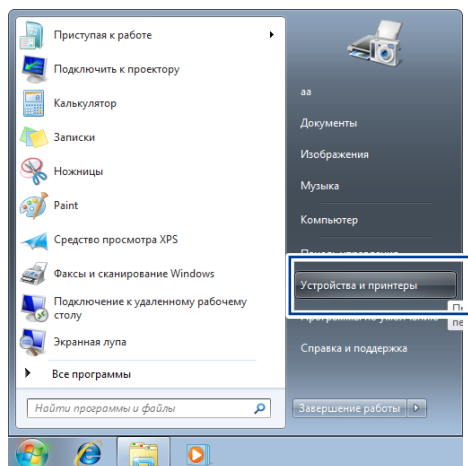 Приступая к работе
Подключить к проектору
Калькулятор
Записки
Ножницы
Paint
Средство просмотра XPS
Факсы и сканирование Windows
Подключение к удаленному рабочему
столу
Экранная лупа
Все программы
Найти программы и файлы
aa
Документы
Изображения
Музыка
Компьютер
Устройства и принтеры
Справка и поддержка
Завершение работы